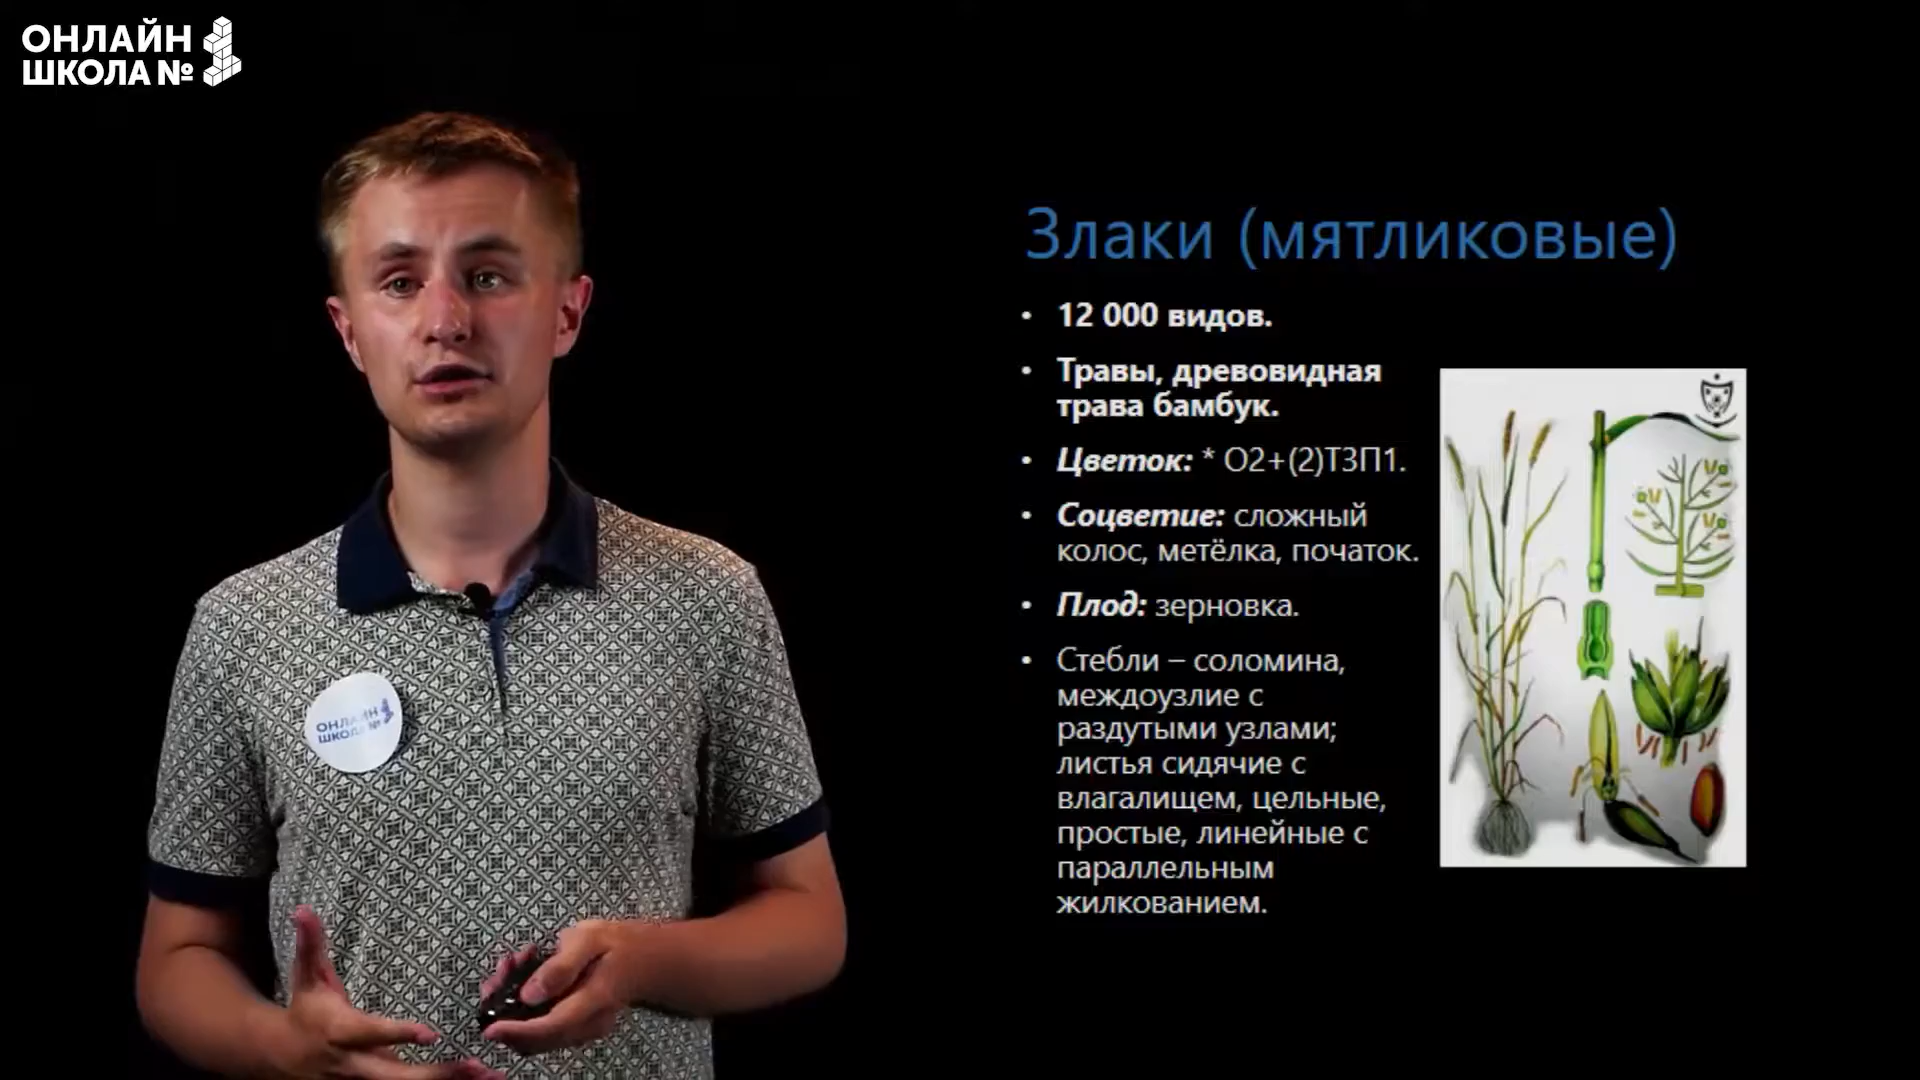 ОНЛАЙН
ШКОЛА №
Злаки (мятликовые)
• 12 000 видов.
• Травы, древовидная
трава бамбук.
• Цветок: * О2+(2)Т3П1.
• Соцветие: сложный
колос, метёлка, початок.
• Плод: зерновка.
• Стебли – соломина,
междоузлие с
раздутыми узлами;
листья сидячие с
влагалищем, цельные,
простые, линейные с
параллельным
жилкованием.
ОНЛАЙН
ШКОЛА №